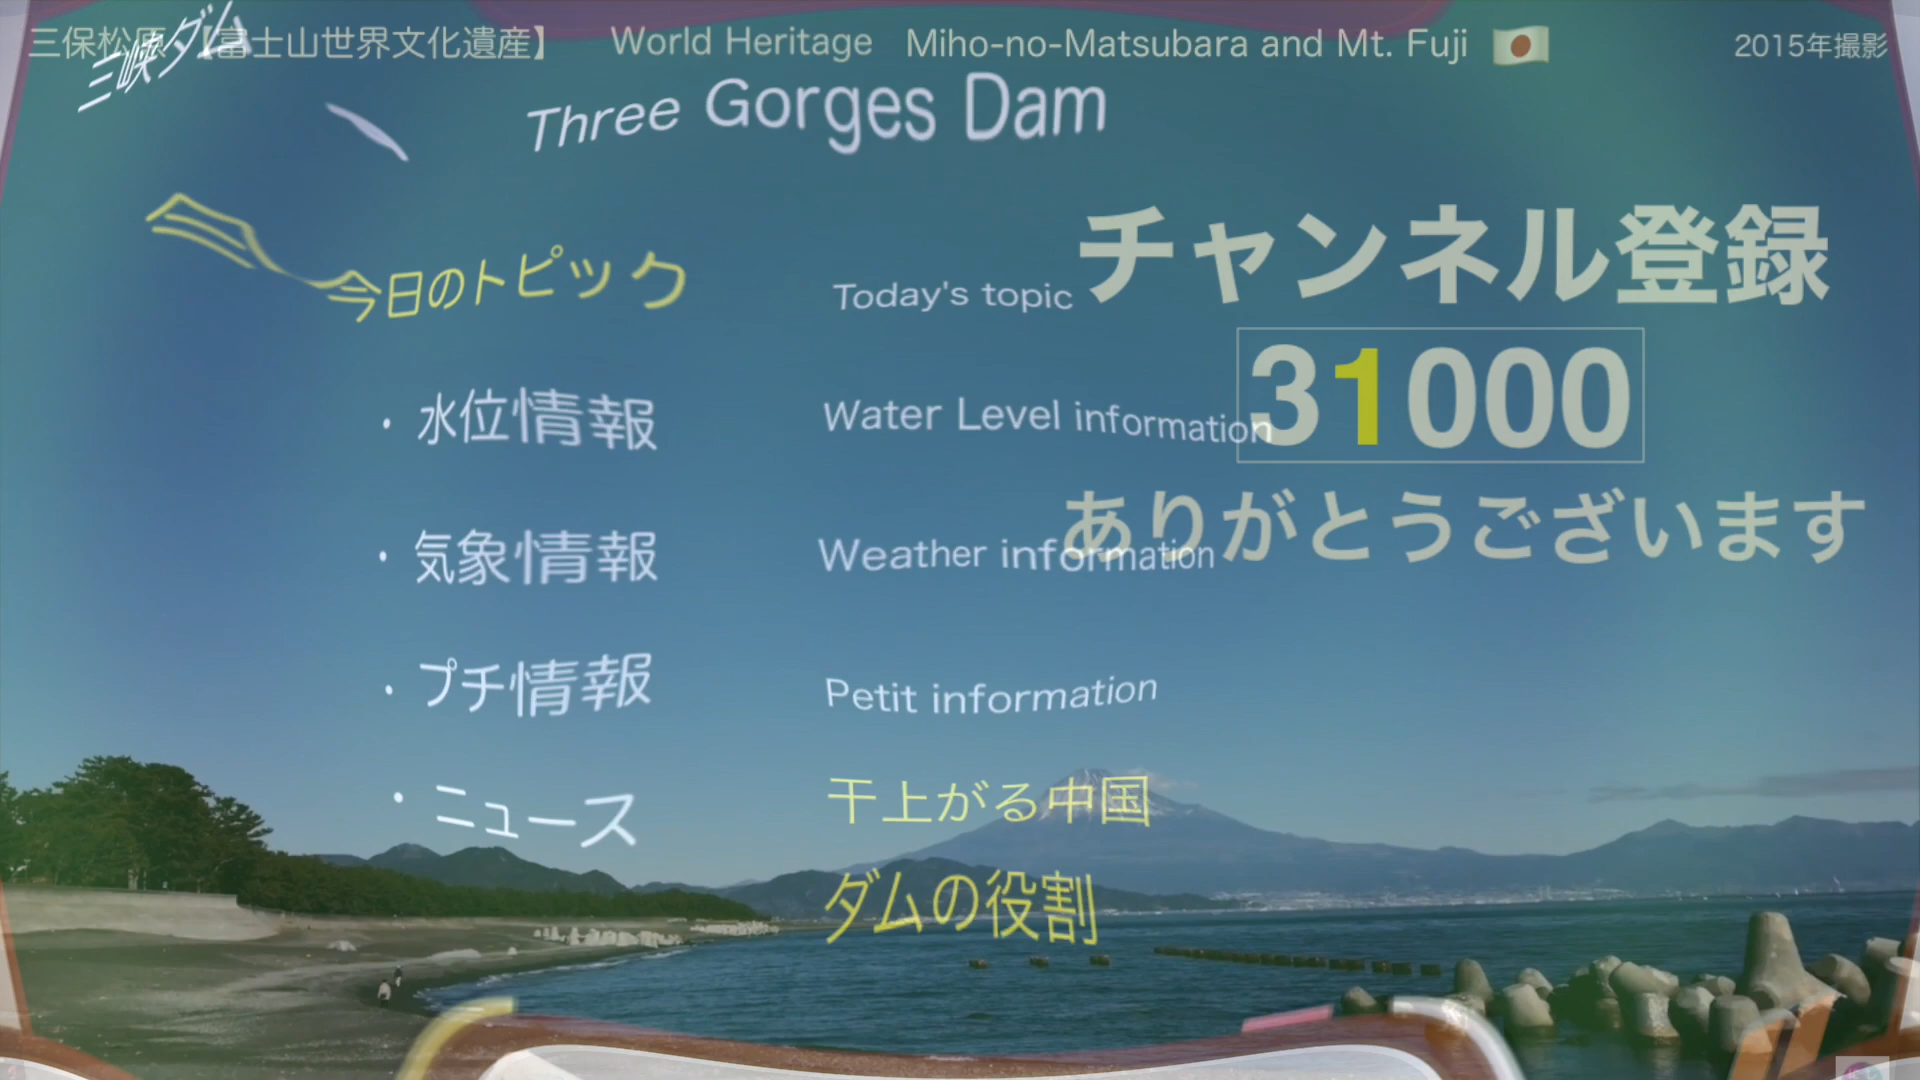 三保松原 【富士山世界文化遺産】 World Heritage Miho-no-Matsubara and Mt. Fuji 2015年撮影
三峡ダム
Three Gorges Dam
今日のトピック Today's topic
チャンネル登録
31000
ありがとうございます
・水位情報 Water Level information
・気象情報 Weather information
・プチ情報 Petit information
・ニュース 干上がる中国
ダムの役割